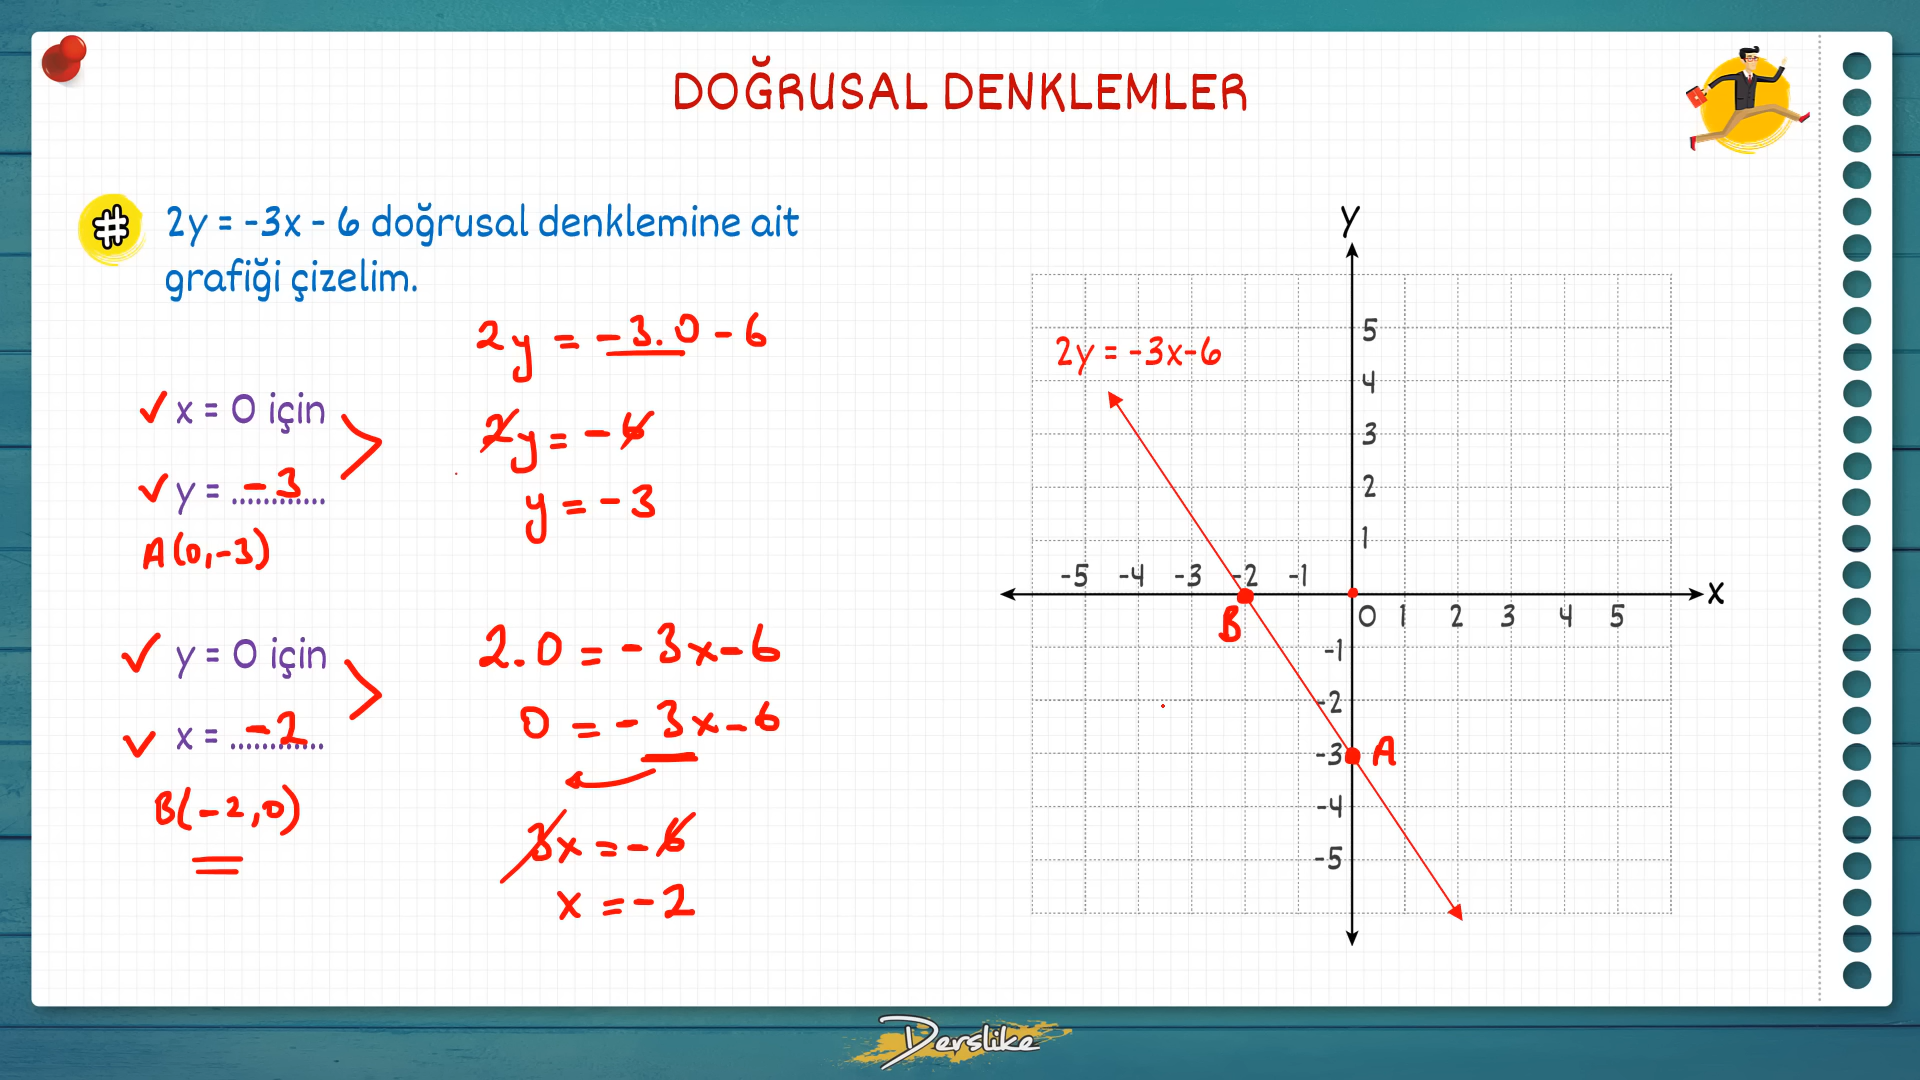 DOĞRUSAL DENKLEMLER
2y = -3x - 6 doğrusal denklemine ait
grafiği çizelim.
2y = -3.0 - 6
✓ x = 0 için
2y = -6
✓ y = ............ -3
y = -3
A(0,-3)
✓ y = 0 için
2.0 = -3x-6
✓ x = ............ -2
0 = -3x-6
B(-2,0)
3x = -6
x = -2
y
2y = -3x-6
5
4
3
2
1
-5 -4 -3 -2 -1
x
B
0 1 2 3 4 5
-1
-2
-3 A
-4
-5
Derslike